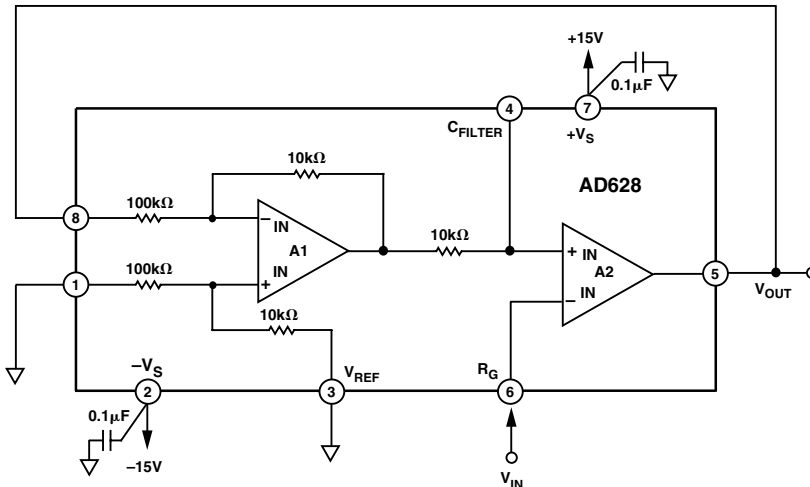 +15V
0.1µF
4
7
C_FILTER
+V_S
10kΩ
AD628
100kΩ
8
–
IN
A1
10kΩ
+
IN
A2
5
IN
1
100kΩ
+
–
IN
V_OUT
10kΩ
–V_S
V_REF
R_G
2
3
6
0.1µF
–15V
V_IN